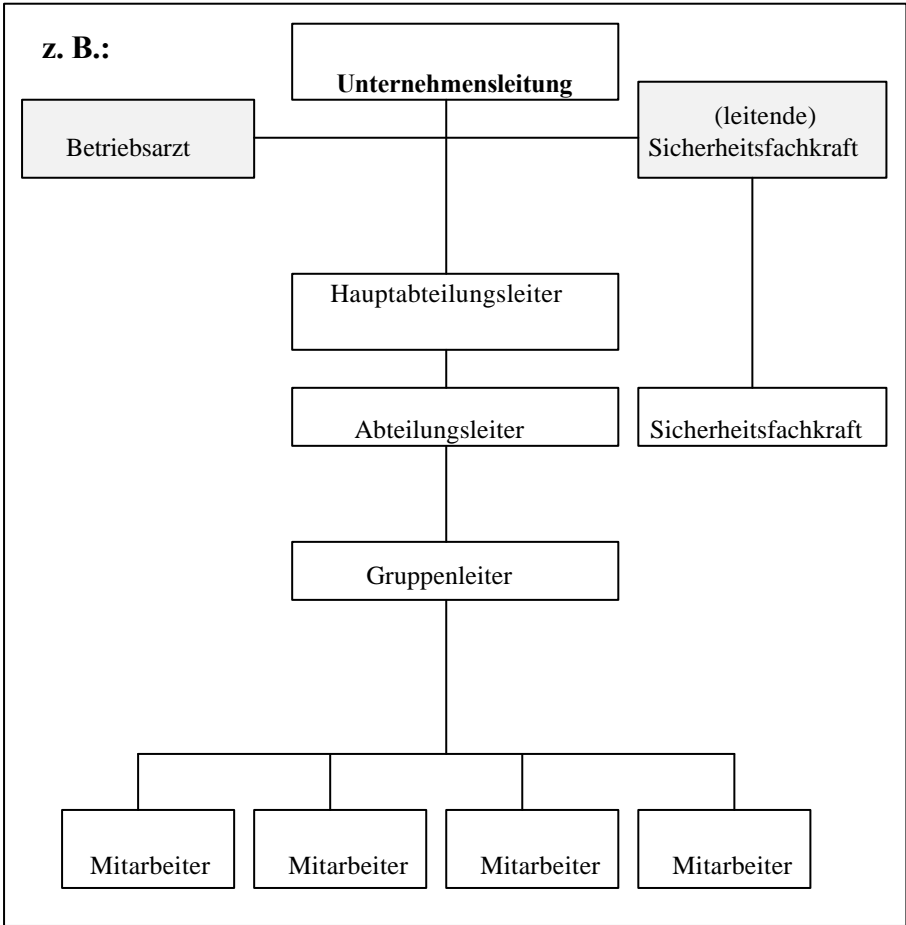 z. B.:
Unternehmensleitung
Betriebsarzt
(leitende)
Sicherheitsfachkraft
Hauptabteilungsleiter
Abteilungsleiter
Sicherheitsfachkraft
Gruppenleiter
Mitarbeiter
Mitarbeiter
Mitarbeiter
Mitarbeiter